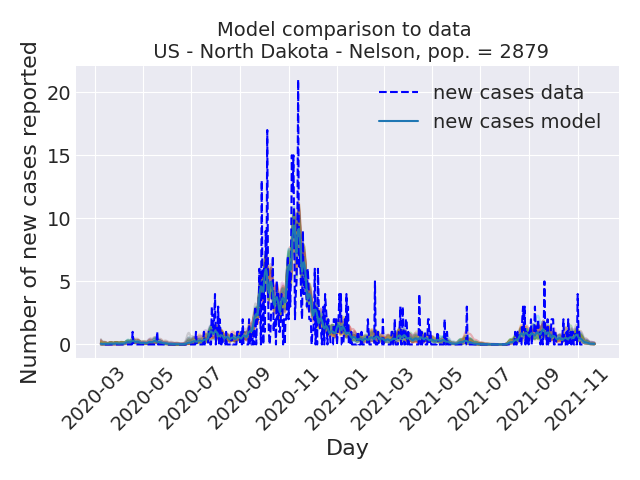 Model comparison to data
US - North Dakota - Nelson, pop. = 2879
Number of new cases reported
20
15
10
5
0
new cases data
new cases model
2020-03
2020-05
2020-07
2020-09
2020-11
2021-01
2021-03
2021-05
2021-07
2021-09
2021-11
Day